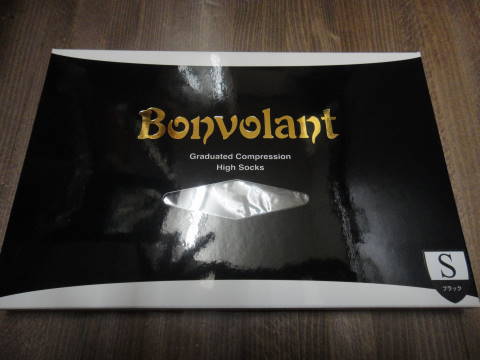 Bonvolant
Graduated Compression
High Socks
S
ブラック